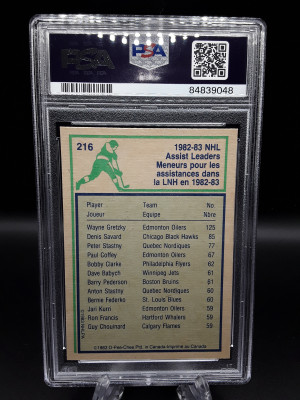 PSA
PSA
84839048
216
1982-83 NHL
Assist Leaders
Meneurs pour les
assistances dans
la LNH en 1982-83
Player Team No.
Joueur Equipe Nbre
Wayne Gretzky Edmonton Oilers 125
Denis Savard Chicago Black Hawks 85
Peter Stastny Quebec Nordiques 77
Paul Coffey Edmonton Oilers 67
Bobby Clarke Philadelphia Flyers 62
Dave Babych Winnipeg Jets 61
Barry Pederson Boston Bruins 61
Anton Stastny Quebec Nordiques 60
Bernie Federko St. Louis Blues 60
Jari Kurri Edmonton Oilers 59
Ron Francis Hartford Whalers 59
Guy Chouinard Calgary Flames 59
©1983 O-Pee-Chee Ptd. in Canada-Imprimé au Canada